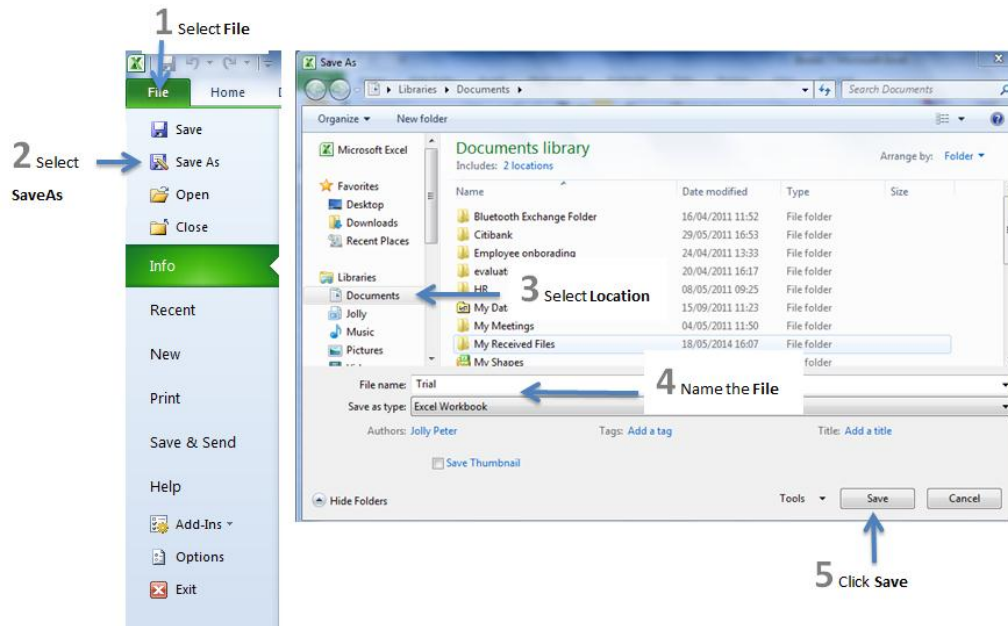 1 Select File
File Home
Save
Save As
Open
Close
Info
Recent
New
Print
Save & Send
Help
Add-Ins
Options
Exit
2 Select
SaveAs
Save As
Libraries Documents
Search Documents
Organize New folder
Microsoft Excel
Favorites
Desktop
Downloads
Recent Places
Libraries
Documents
Jolly
Music
Pictures
Documents library
Includes: 2 locations
Arrange by: Folder
Name Date modified Type Size
Bluetooth Exchange Folder 16/04/2011 11:52 File folder
Citibank 29/05/2011 16:53 File folder
Employee onborading 24/04/2011 13:33 File folder
evaluati 20/04/2011 16:17 File folder
HR 08/05/2011 09:25 File folder
My Dat 15/09/2011 11:23 File folder
My Meetings 04/05/2011 11:50 File folder
My Received Files 18/05/2014 16:07 File folder
My Shapes folder
3 Select Location
4 Name the File
File name: Trial
Save as type: Excel Workbook
Authors: Jolly Peter Tags: Add a tag Title: Add a title
Save Thumbnail
Hide Folders Tools Save Cancel
5 Click Save